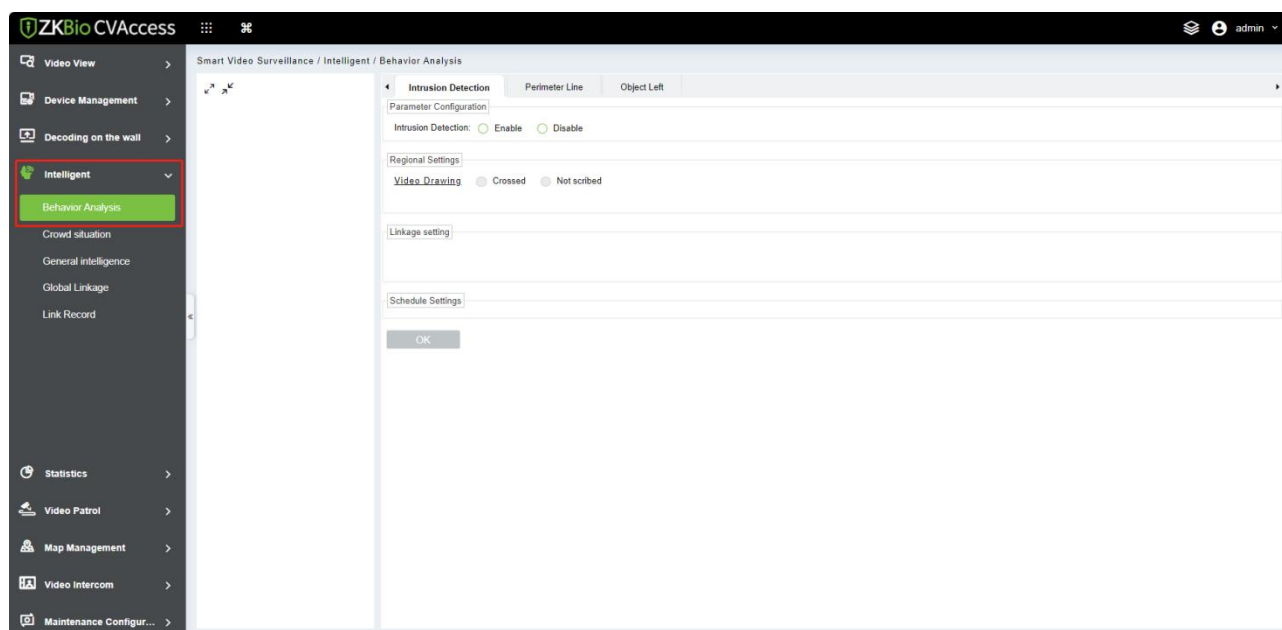 ZKBio CVAccess
admin
Video View
Device Management
Decoding on the wall
Intelligent
Behavior Analysis
Crowd situation
General intelligence
Global Linkage
Link Record
Statistics
Video Patrol
Map Management
Video Intercom
Maintenance Configur...
Smart Video Surveillance / Intelligent / Behavior Analysis
Intrusion Detection Perimeter Line Object Left
Parameter Configuration
Intrusion Detection: Enable Disable
Regional Settings
Video Drawing Crossed Not scribed
Linkage setting
Schedule Settings
OK